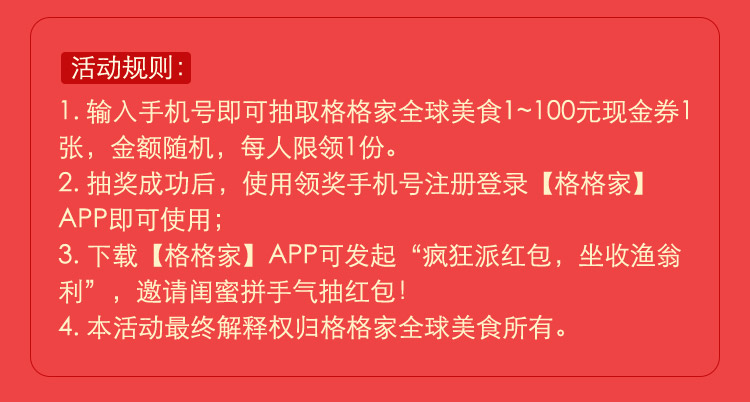 活动规则：
1. 输入手机号即可抽取格格家全球美食1~100元现金券1
张，金额随机，每人限领1份。
2. 抽奖成功后，使用领奖手机号注册登录【格格家】
APP即可使用；
3. 下载【格格家】APP可发起“疯狂派红包，坐收渔翁
利”，邀请闺蜜拼手气抽红包！
4. 本活动最终解释权归格格家全球美食所有。